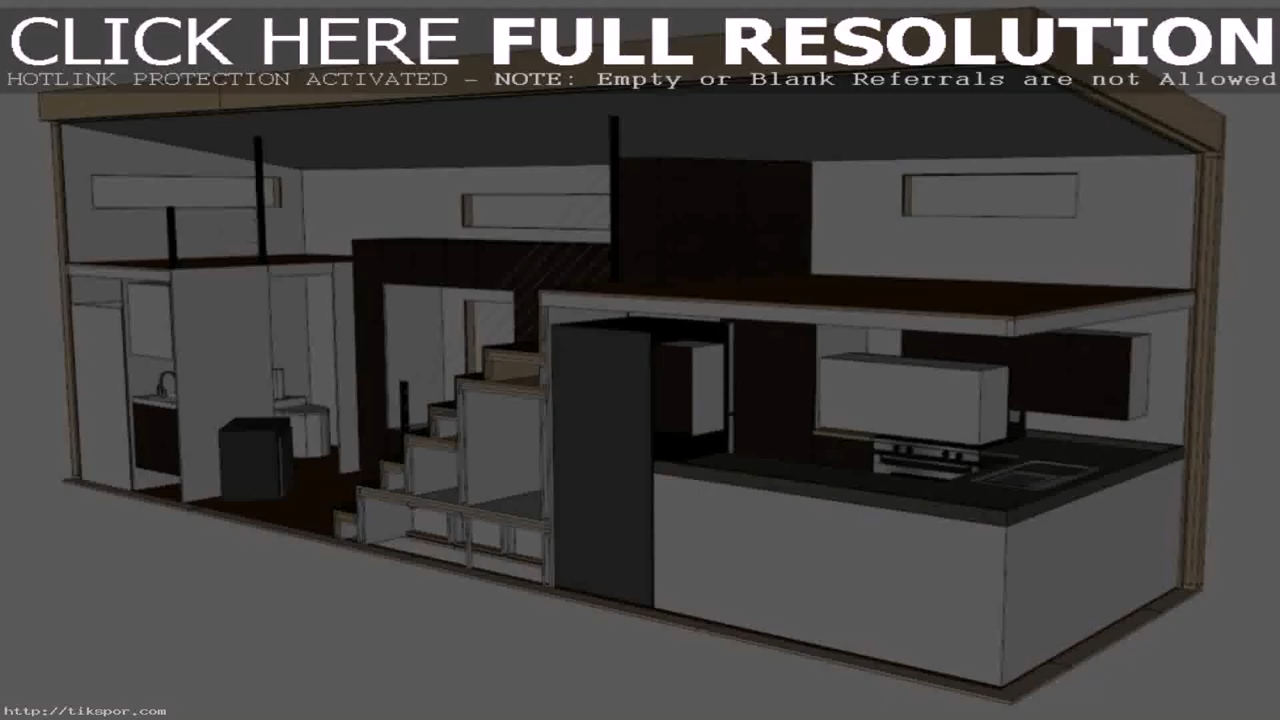 CLICK HERE FULL RESOLUTION
HOTLINK PROTECTION ACTIVATED - NOTE: Empty or Blank Referrals are not Allowed
http://tikspor.com